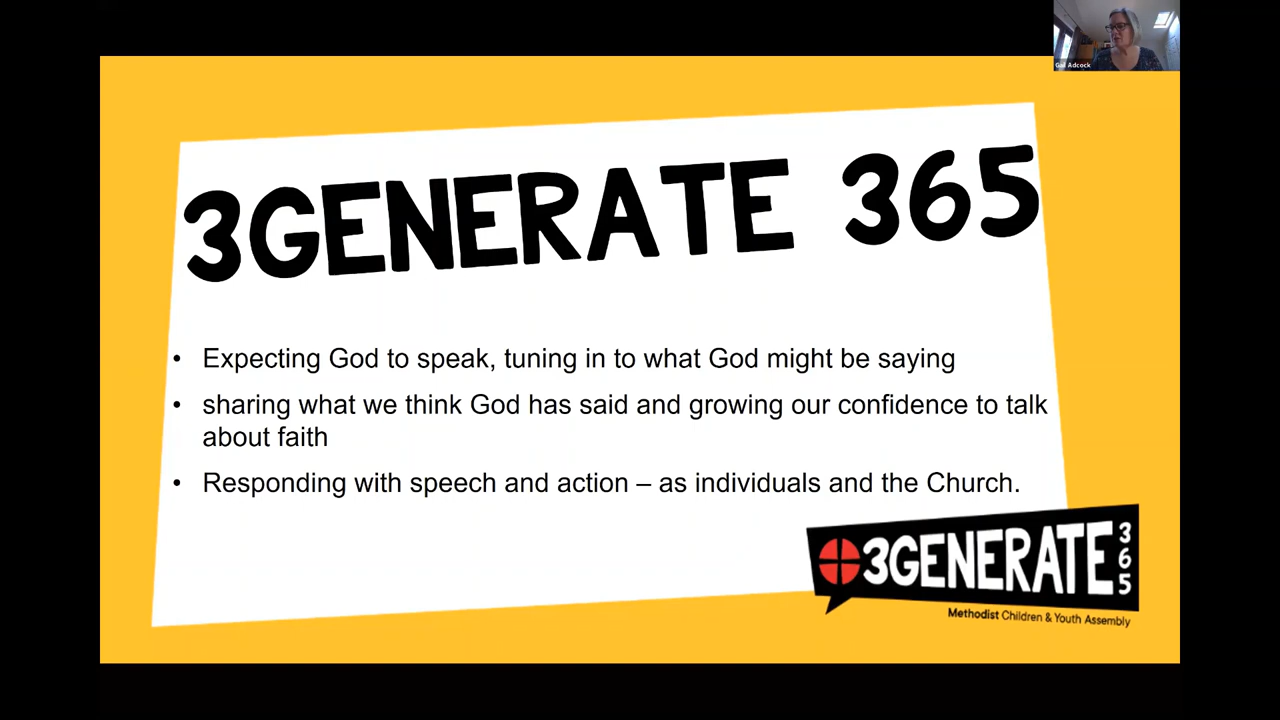 Gail Adcock
3GENERATE 365
• Expecting God to speak, tuning in to what God might be saying
• sharing what we think God has said and growing our confidence to talk
about faith
• Responding with speech and action – as individuals and the Church.
3GENERATE 365
Methodist Children & Youth Assembly